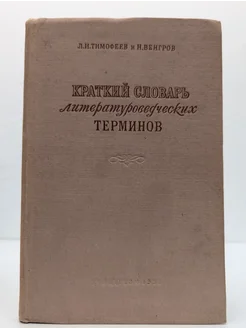 Л.И.ТИМОФЕЕВ и Н.ВЕНГРОВ
КРАТКИЙ СЛОВАРЬ
литературоведческих
ТЕРМИНОВ